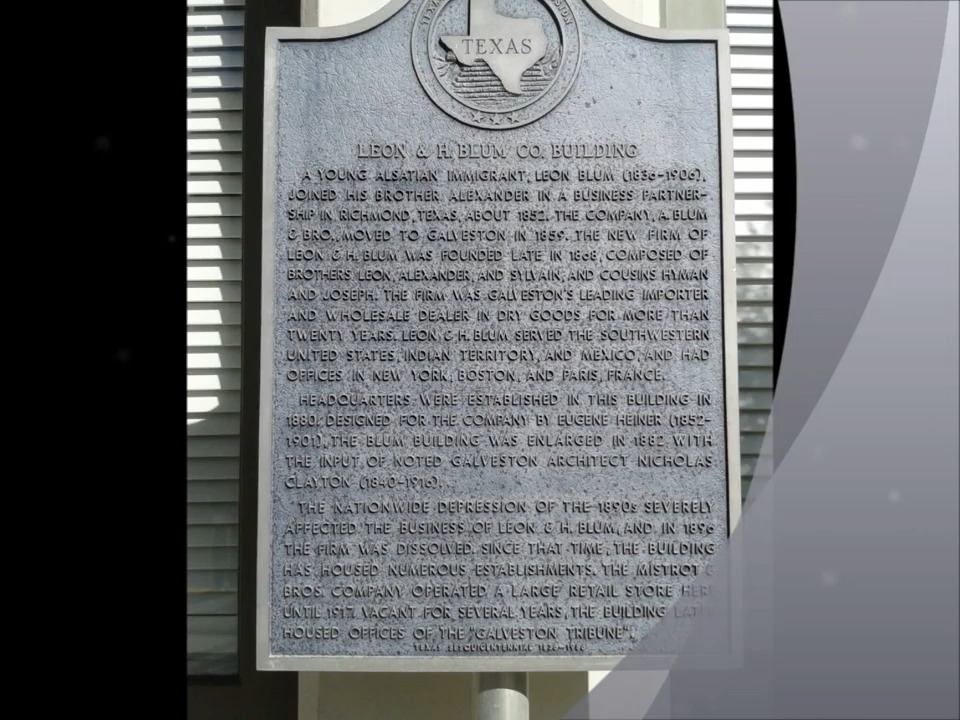 TEXAS
LEON & H. BLUM CO. BUILDING
A YOUNG ALSATIAN IMMIGRANT, LEON BLUM (1836-1906),
JOINED HIS BROTHER ALEXANDER IN A BUSINESS PARTNER-
SHIP IN RICHMOND, TEXAS, ABOUT 1852. THE COMPANY, A. BLUM
& BRO., MOVED TO GALVESTON IN 1859. THE NEW FIRM OF
LEON & H. BLUM WAS FOUNDED LATE IN 1868, COMPOSED OF
BROTHERS LEON, ALEXANDER, AND SYLVAIN, AND COUSINS HYMAN
AND JOSEPH. THE FIRM WAS GALVESTON'S LEADING IMPORTER
AND WHOLESALE DEALER IN DRY GOODS FOR MORE THAN
TWENTY YEARS. LEON & H. BLUM SERVED THE SOUTHWESTERN
UNITED STATES, INDIAN TERRITORY, AND MEXICO, AND HAD
OFFICES IN NEW YORK, BOSTON, AND PARIS, FRANCE.
HEADQUARTERS WERE ESTABLISHED IN THIS BUILDING IN
1880. DESIGNED FOR THE COMPANY BY EUGENE HEINER (1852-
1901), THE BLUM BUILDING WAS ENLARGED IN 1882 WITH
THE INPUT OF NOTED GALVESTON ARCHITECT NICHOLAS
CLAYTON (1840-1916).
THE NATIONWIDE DEPRESSION OF THE 1890s SEVERELY
AFFECTED THE BUSINESS OF LEON & H. BLUM, AND IN 1896
THE FIRM WAS DISSOLVED. SINCE THAT TIME, THE BUILDING
HAS HOUSED NUMEROUS ESTABLISHMENTS. THE MISTROT &
BROS. COMPANY OPERATED A LARGE RETAIL STORE HERE
UNTIL 1917. VACANT FOR SEVERAL YEARS, THE BUILDING LATER
HOUSED OFFICES OF THE "GALVESTON TRIBUNE".
TEXAS SESQUICENTENNIAL 1836-1986